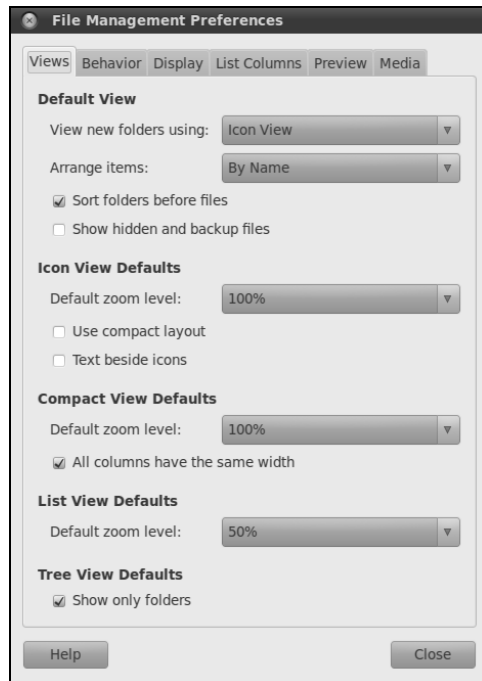 File Management Preferences
Views Behavior Display List Columns Preview Media
Default View
View new folders using: Icon View
Arrange items: By Name
Sort folders before files
Show hidden and backup files
Icon View Defaults
Default zoom level: 100%
Use compact layout
Text beside icons
Compact View Defaults
Default zoom level: 100%
All columns have the same width
List View Defaults
Default zoom level: 50%
Tree View Defaults
Show only folders
Help Close